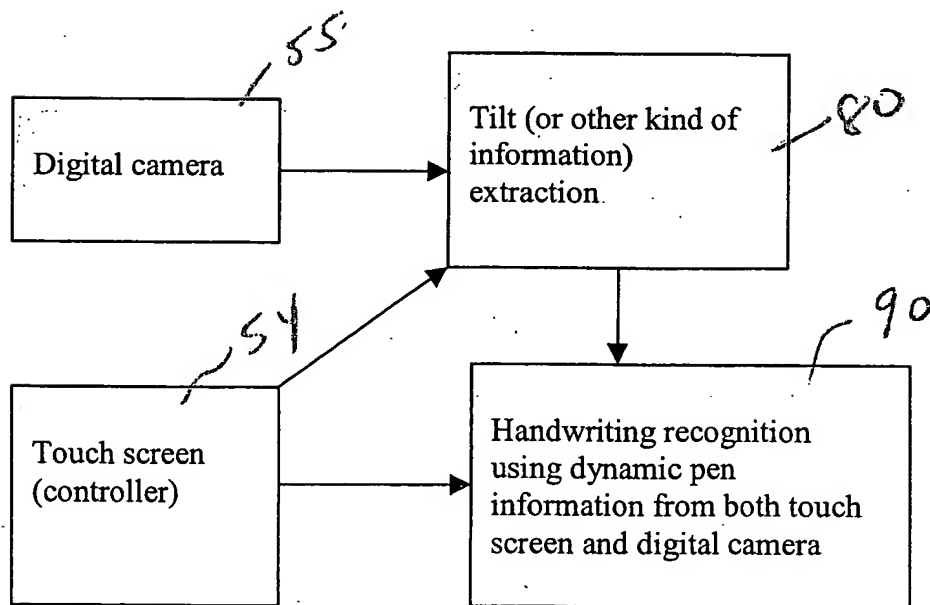 55
Digital camera
Tilt (or other kind of
information)
extraction
80
54
Touch screen
(controller)
90
Handwriting recognition
using dynamic pen
information from both touch
screen and digital camera